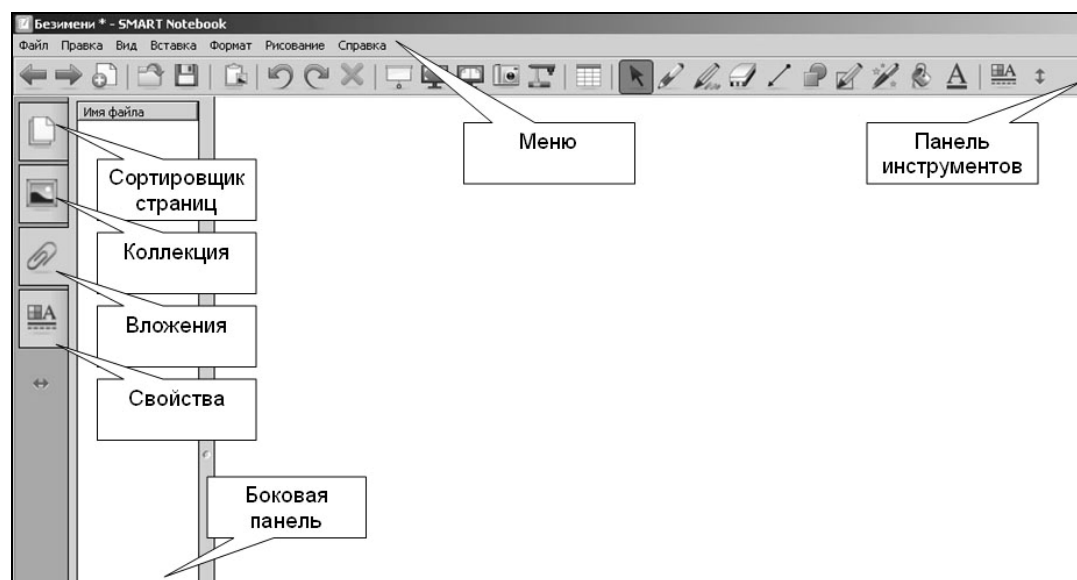 Безимени * - SMART Notebook
Файл Правка Вид Вставка Формат Рисование Справка
Имя файла
Меню
Панель
инструментов
Сортировщик
страниц
Коллекция
Вложения
Свойства
Боковая
панель